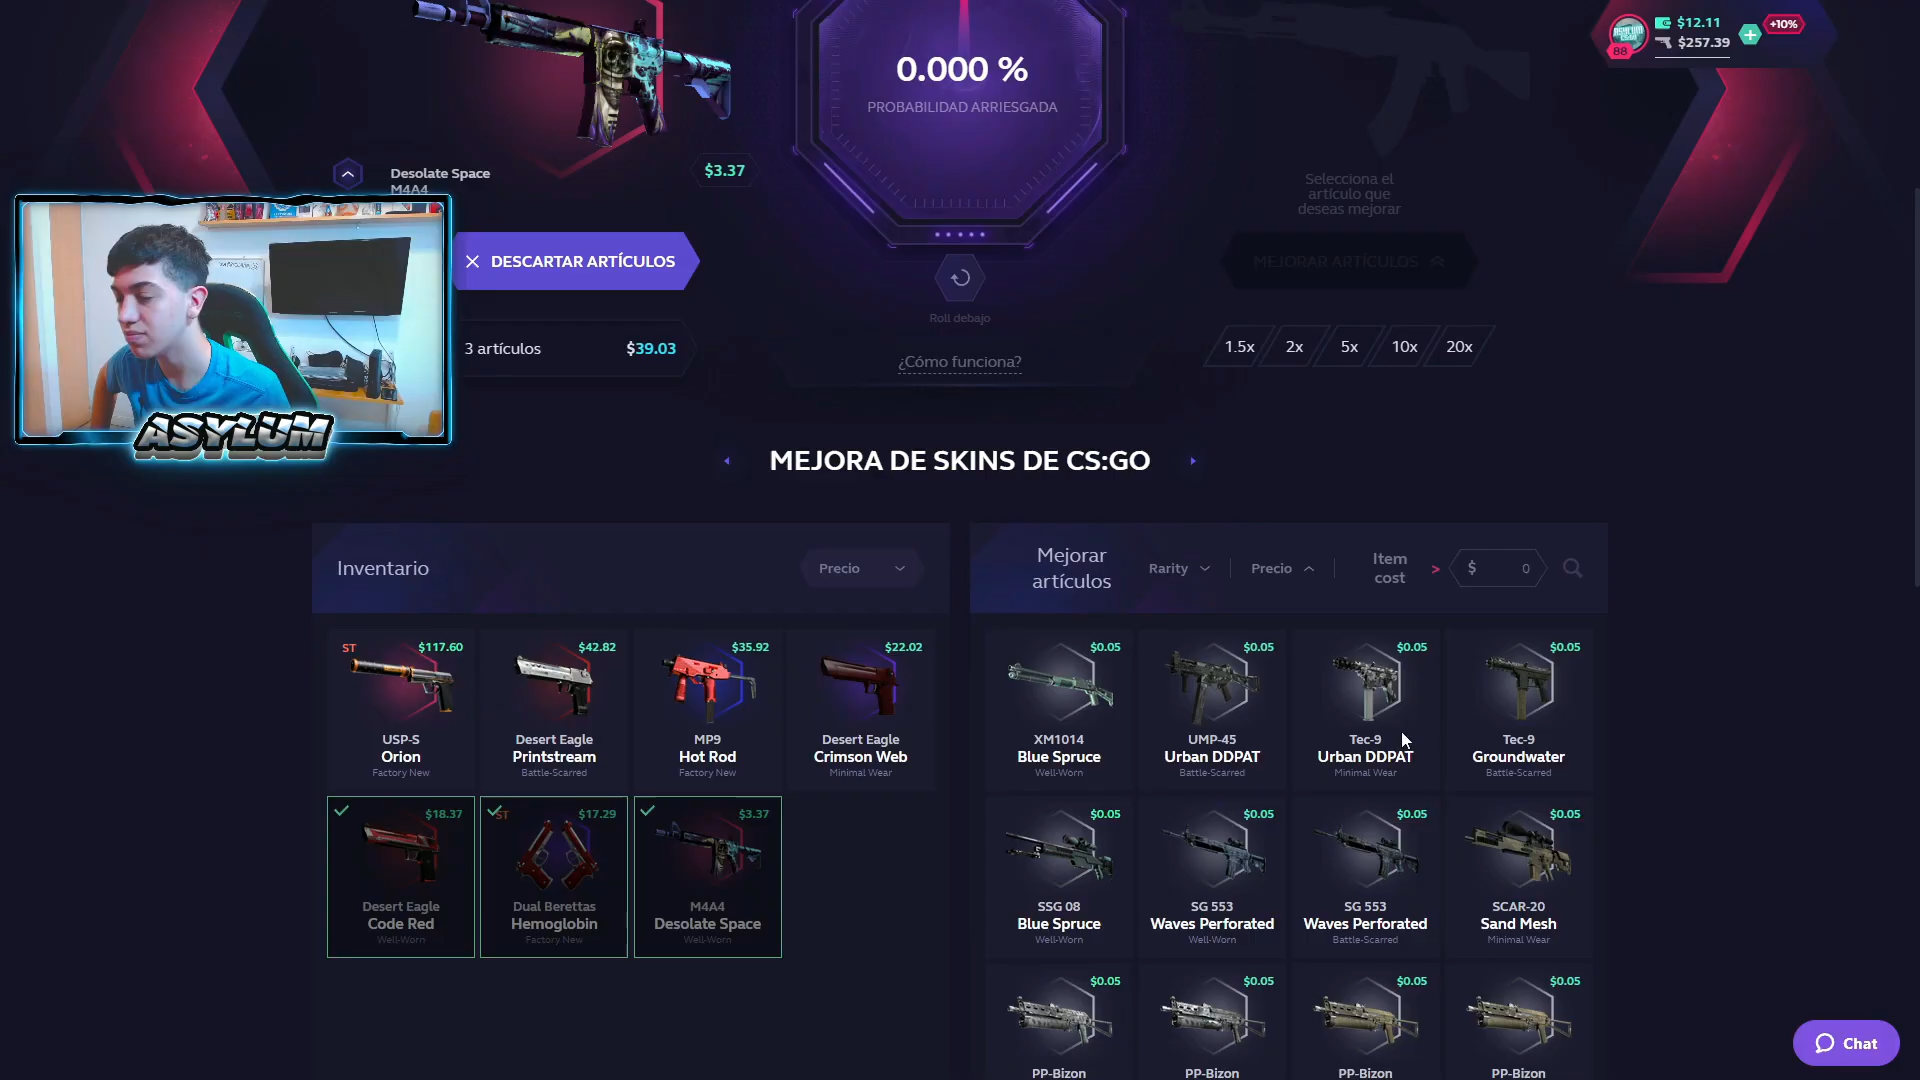 $12.11
+10%
88
$257.39
0.000 %
PROBABILIDAD ARRIESGADA
Desolate Space
M4A4
$3.37
Selecciona el
artículo que
deseas mejorar
DESCARTAR ARTÍCULOS
MEJORAR ARTÍCULOS
Roll debajo
3 artículos
$39.03
¿Cómo funciona?
1.5x
2x
5x
10x
20x
ASYLUM
MEJORA DE SKINS DE CS:GO
Inventario
Precio
Mejorar
artículos
Rarity
Precio
Item
cost
>
$ 0
ST
$117.60
USP-S
Orion
Factory New
$42.82
Desert Eagle
Printstream
Battle-Scarred
$35.92
MP9
Hot Rod
Factory New
$22.02
Desert Eagle
Crimson Web
Minimal Wear
$18.37
Desert Eagle
Code Red
Well-Worn
ST
$17.29
Dual Berettas
Hemoglobin
Factory New
$3.37
M4A4
Desolate Space
Well-Worn
$0.05
XM1014
Blue Spruce
Well-Worn
$0.05
UMP-45
Urban DDPAT
Battle-Scarred
$0.05
Tec-9
Urban DDPAT
Minimal Wear
$0.05
Tec-9
Groundwater
Battle-Scarred
$0.05
SSG 08
Blue Spruce
Well-Worn
$0.05
SG 553
Waves Perforated
Well-Worn
$0.05
SG 553
Waves Perforated
Battle-Scarred
$0.05
SCAR-20
Sand Mesh
Minimal Wear
$0.05
PP-Bizon
$0.05
PP-Bizon
$0.05
PP-Bizon
$0.05
PP-Bizon
Chat